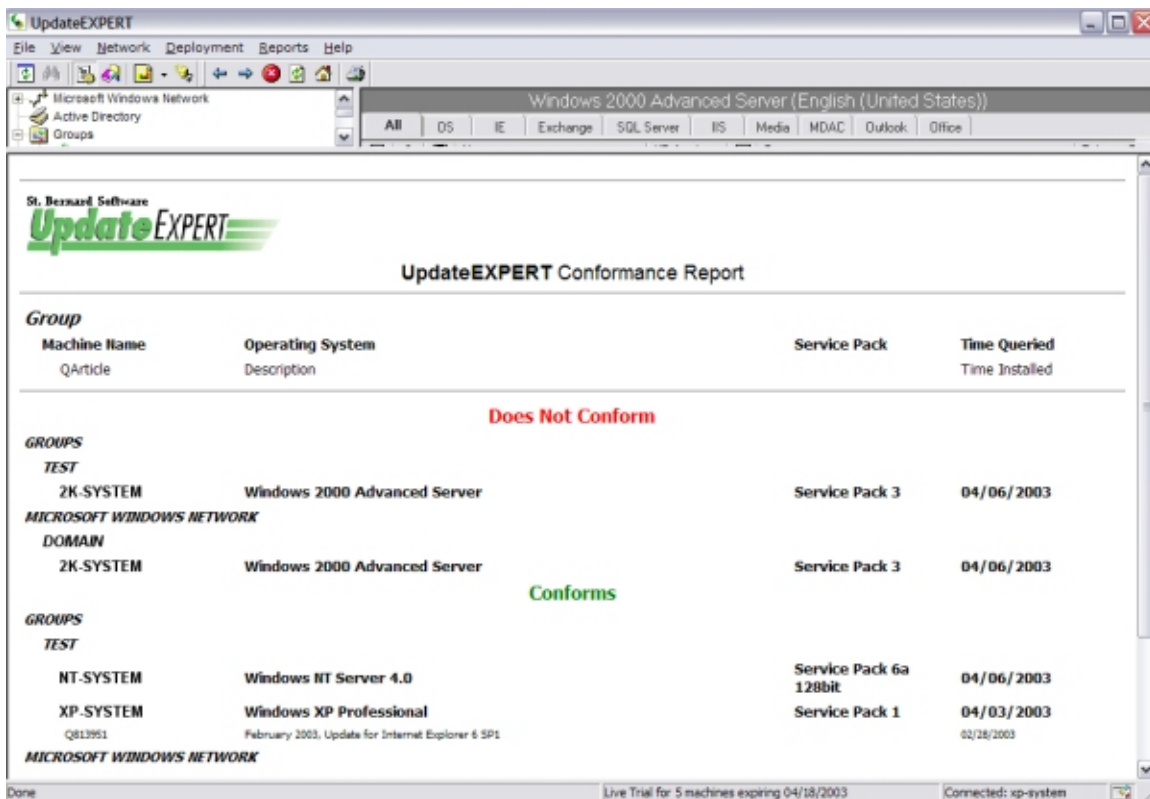 UpdateEXPERT
File View Network Deployment Reports Help
Microsoft Windows Network
Active Directory
Groups
Windows 2000 Advanced Server (English (United States))
All OS IE Exchange SQL Server IIS Media MDAC Outlook Office
St. Bernard Software
UpdateEXPERT
UpdateEXPERT Conformance Report
Group
Machine Name Operating System Service Pack Time Queried
QArticle Description Time Installed
Does Not Conform
GROUPS
TEST
2K-SYSTEM Windows 2000 Advanced Server Service Pack 3 04/06/2003
MICROSOFT WINDOWS NETWORK
DOMAIN
2K-SYSTEM Windows 2000 Advanced Server Service Pack 3 04/06/2003
Conforms
GROUPS
TEST
NT-SYSTEM Windows NT Server 4.0 Service Pack 6a 128bit 04/06/2003
XP-SYSTEM Windows XP Professional Service Pack 1 04/03/2003
Q813951 February 2003, Update for Internet Explorer 6 SP1 02/28/2003
MICROSOFT WINDOWS NETWORK
Done Live Trial for 5 machines expiring 04/18/2003 Connected: xp-system